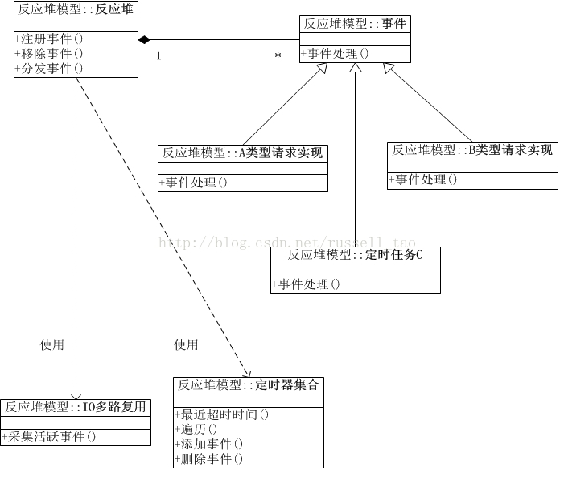 反应堆模型::反应堆
+注册事件()
+移除事件()
+分发事件()
1
*
反应堆模型::事件
+事件处理()
反应堆模型::A类型请求实现
+事件处理()
反应堆模型::B类型请求实现
+事件处理()
http://blog.csdn.net/russell_tao
反应堆模型::定时任务C
+事件处理()
使用
使用
反应堆模型::IO多路复用
+采集活跃事件()
反应堆模型::定时器集合
+最近超时时间()
+遍历()
+添加事件()
+删除事件()